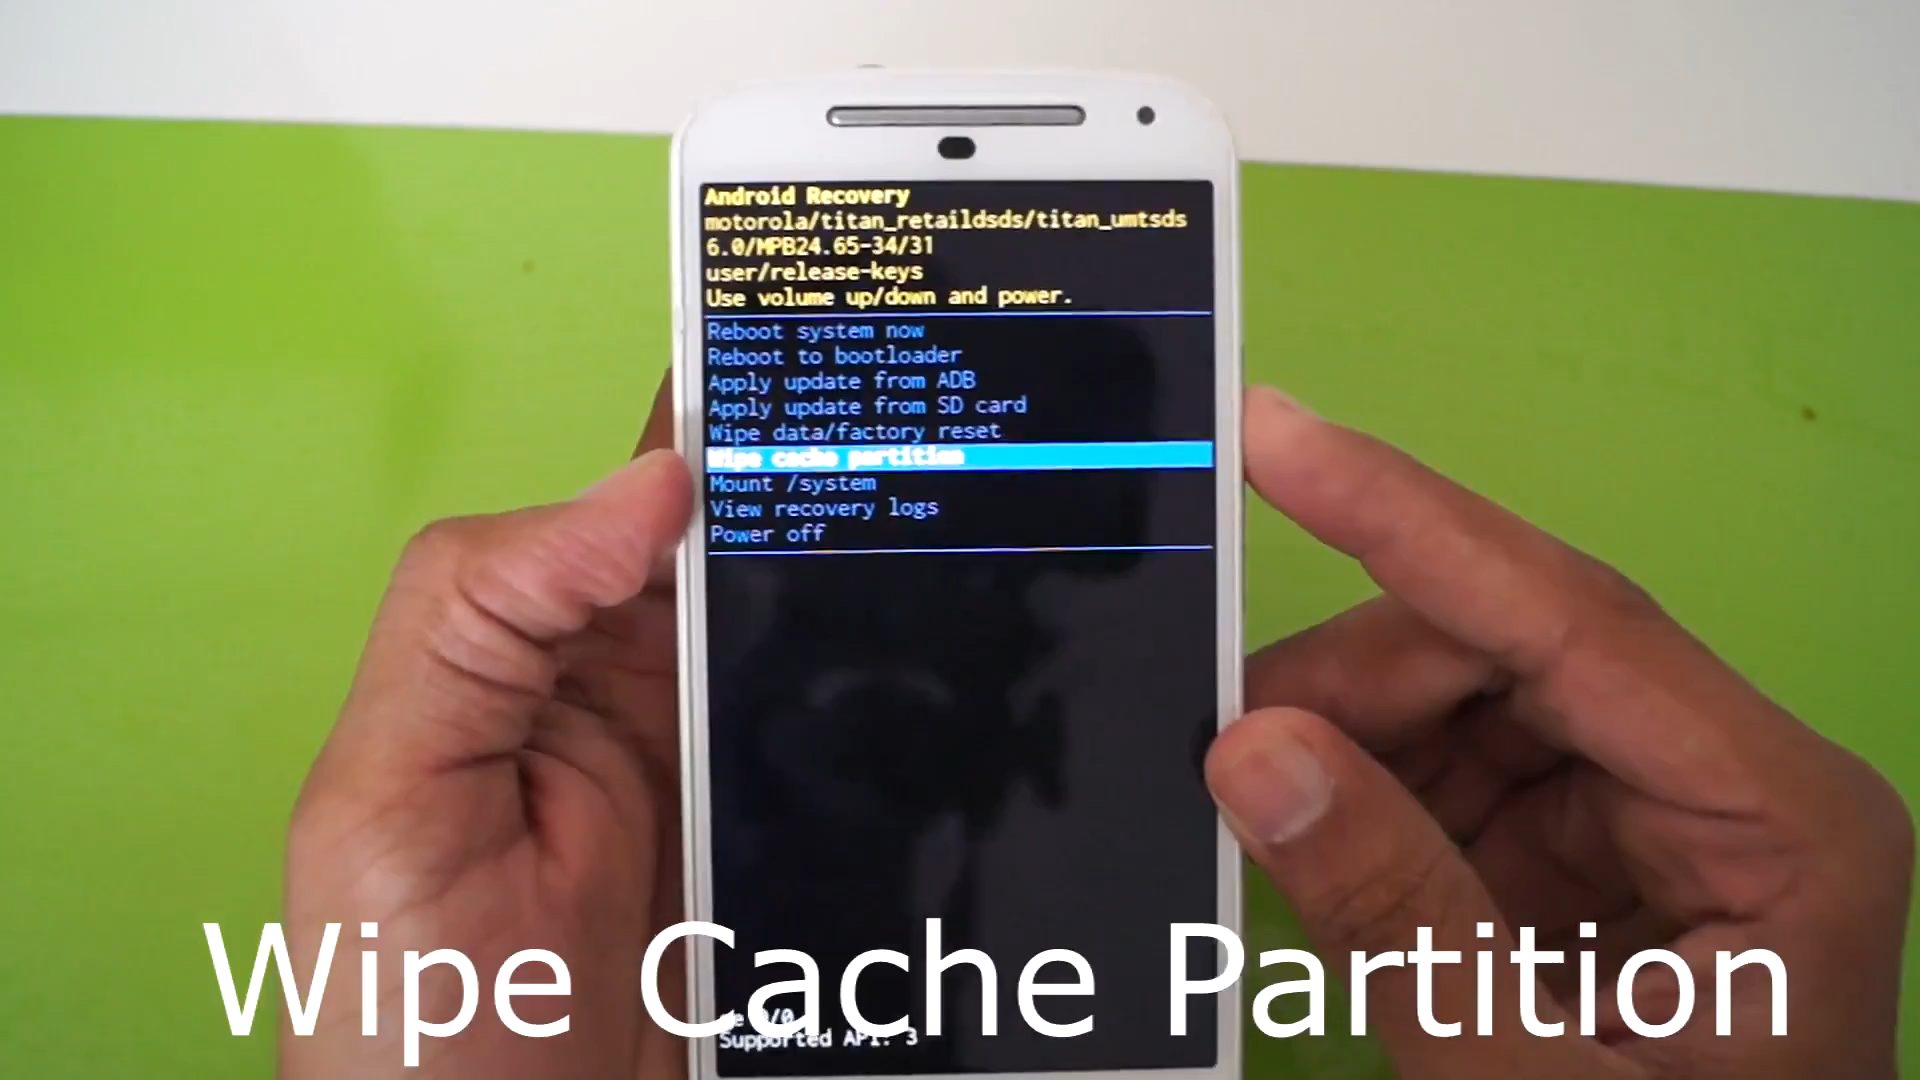 Android Recovery
motorola/titan_retaildsds/titan_umtsds
6.0/MPB24.65-34/31
user/release-keys
Use volume up/down and power.
Reboot system now
Reboot to bootloader
Apply update from ADB
Apply update from SD card
Wipe data/factory reset
Wipe cache partition
Mount /system
View recovery logs
Power off
Wipe Cache Partition
0/0
Supported API: 3